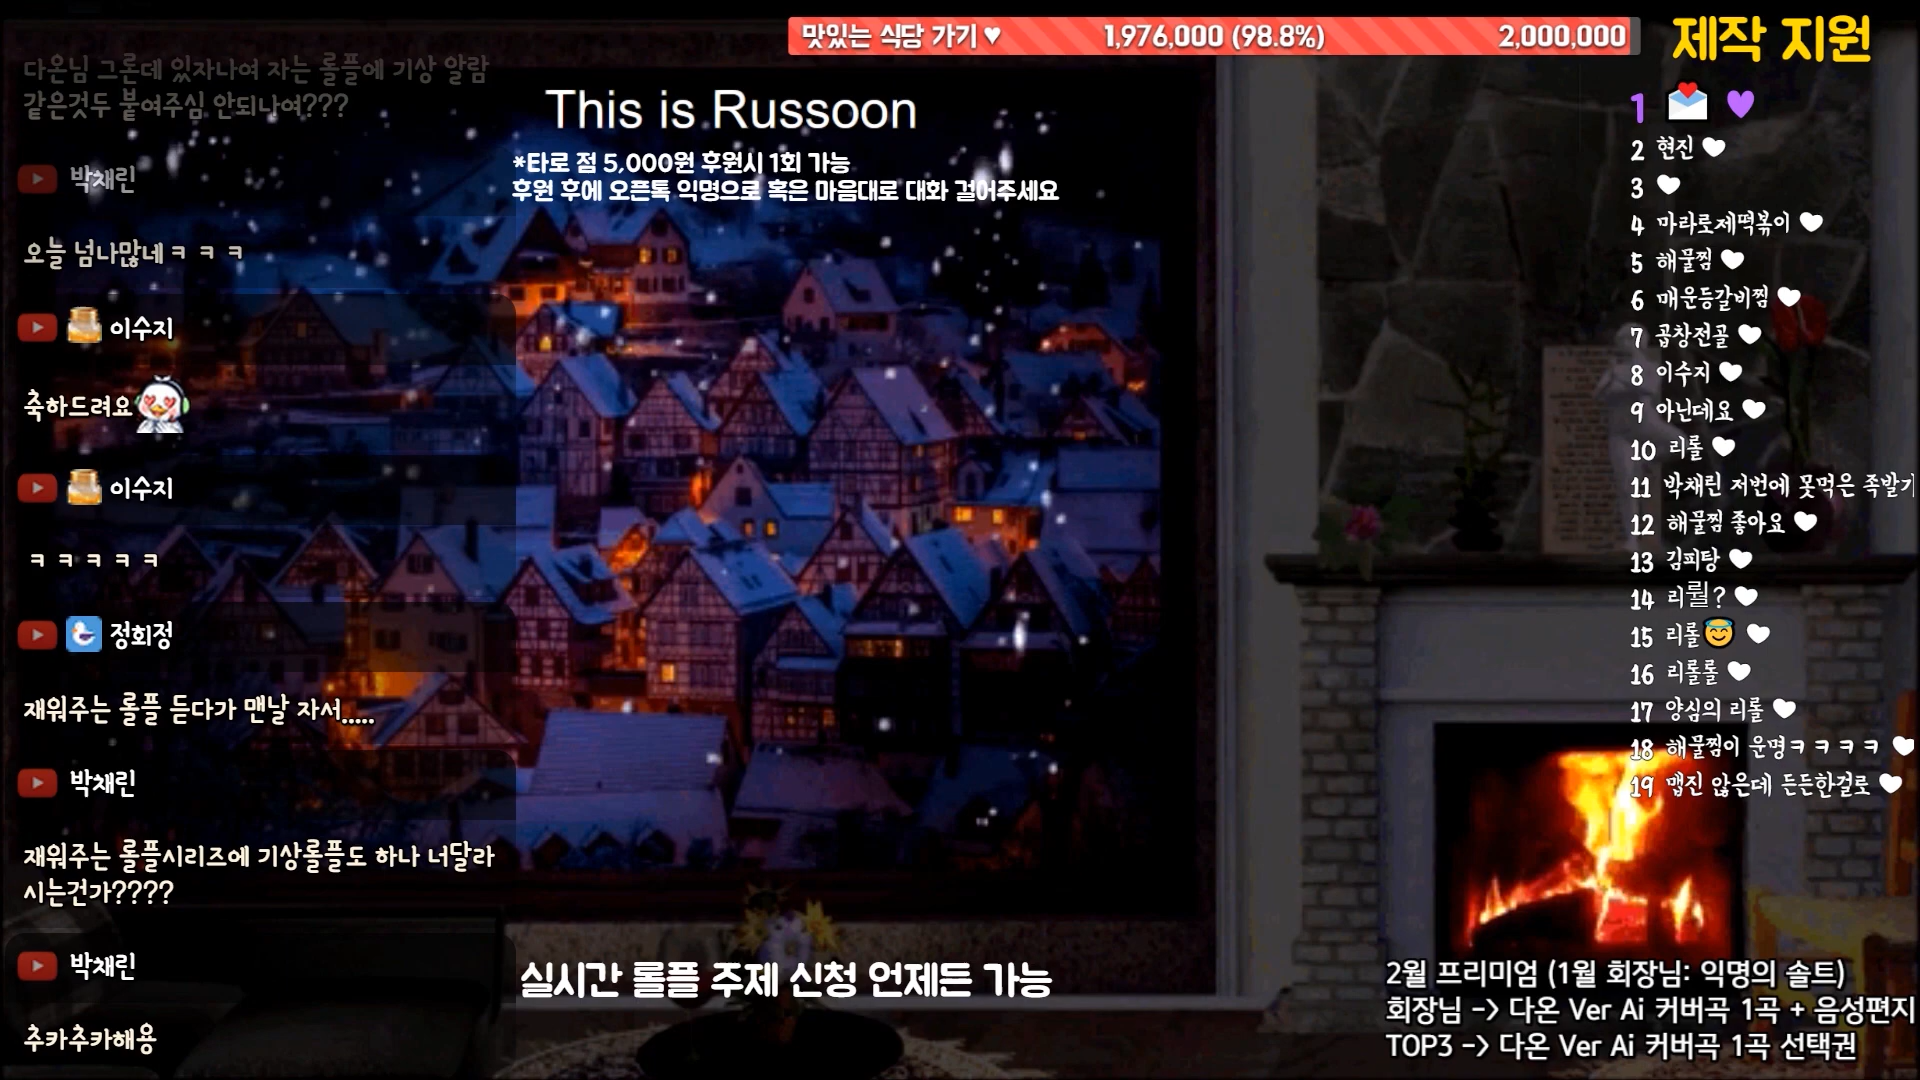 맛있는 식당 가기 ♥ 1,976,000 (98.8%) 2,000,000
제작 지원
다온님 그론데 있자나여 자는 롤플에 기상 알람
같은것두 붙여주심 안되나여???
박채린
오늘 넘나많네ㅋㅋㅋ
이수지
축하드려요
이수지
ㅋㅋㅋㅋㅋ
정회정
재워주는 롤플 듣다가 맨날 자서.....
박채린
재워주는 롤플시리즈에 기상롤플도 하나 너달라
시는건가????
박채린
추카추카해용
This is Russoon
*타로 점 5,000원 후원시 1회 가능
후원 후에 오픈톡 익명으로 혹은 마음대로 대화 걸어주세요
실시간 롤플 주제 신청 언제든 가능
1 💌 💜
2 현진 🤍
3 🤍
4 마라로제떡볶이 🤍
5 해물찜 🤍
6 매운등갈비찜 🤍
7 곱창전골 🤍
8 이수지 🤍
9 아닌데요 🤍
10 리롤 🤍
11 박채린 저번에 못먹은 족발
12 해물찜 좋아요 🤍
13 김피탕 🤍
14 리뤌? 🤍
15 리롤😇 🤍
16 리롤롤 🤍
17 양심의 리롤 🤍
18 해물찜이 운명ㅋㅋㅋㅋ 🤍
19 맵진 않은데 든든한걸로 🤍
2월 프리미엄 (1월 회장님: 익명의 솔트)
회장님 -> 다온 Ver Ai 커버곡 1곡 + 음성편지
TOP3 -> 다온 Ver Ai 커버곡 1곡 선택권